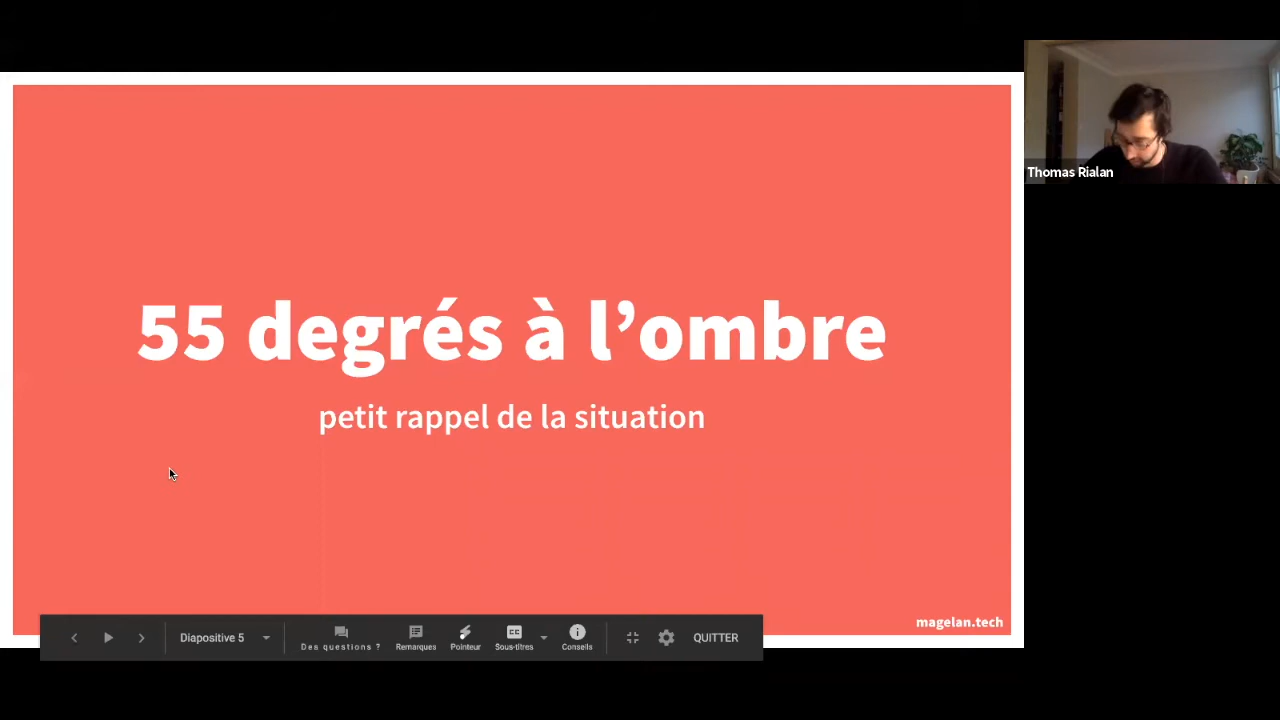 55 degrés à l’ombre
petit rappel de la situation
magelan.tech
Thomas Rialan
Diapositive 5
Des questions ?
Remarques
Pointeur
Sous-titres
Conseils
QUITTER